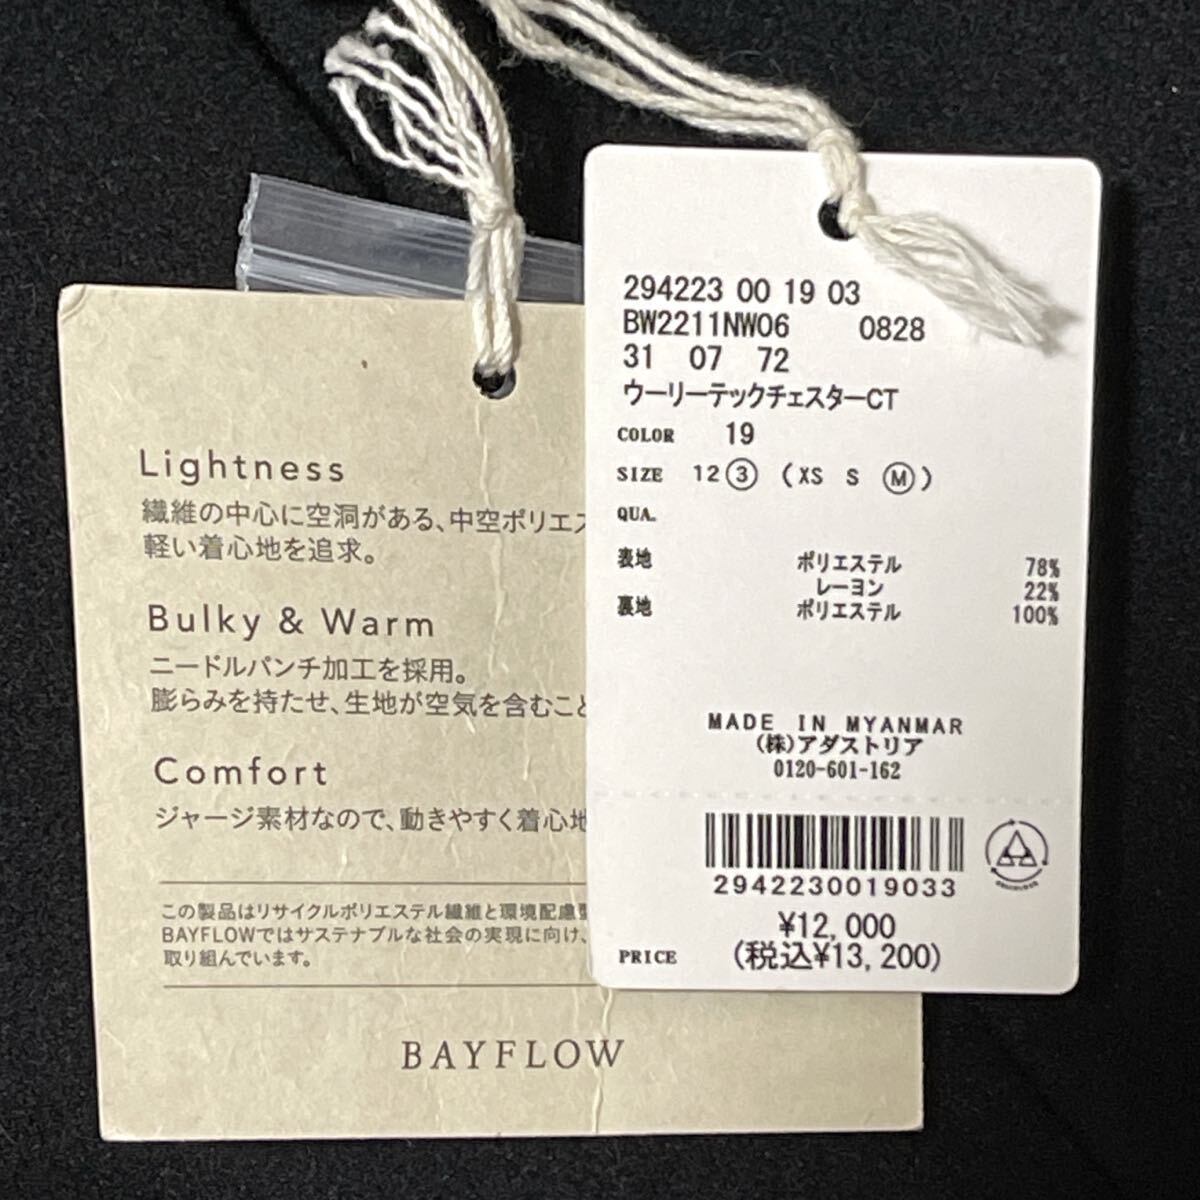 Lightness
繊維の中心に空洞がある、中空ポリエス
軽い着心地を追求。
Bulky & Warm
ニードルパンチ加工を採用。
膨らみを持たせ、生地が空気を含むこと
Comfort
ジャージ素材なので、動きやすく着心地
この製品はリサイクルポリエステル繊維と環境配慮型
BAYFLOWではサステナブルな社会の実現に向け、
取り組んでいます。
BAYFLOW
294223 00 19 03
BW2211NW06 0828
31 07 72
ウーリーテックチェスターCT
COLOR 19
SIZE 12③ (XS S Ⓜ)
QUA.
表地 ポリエステル 78%
レーヨン 22%
裏地 ポリエステル 100%
MADE IN MYANMAR
(株)アダストリア
0120-601-162
2942230019033
¥12,000
PRICE (税込¥13,200)